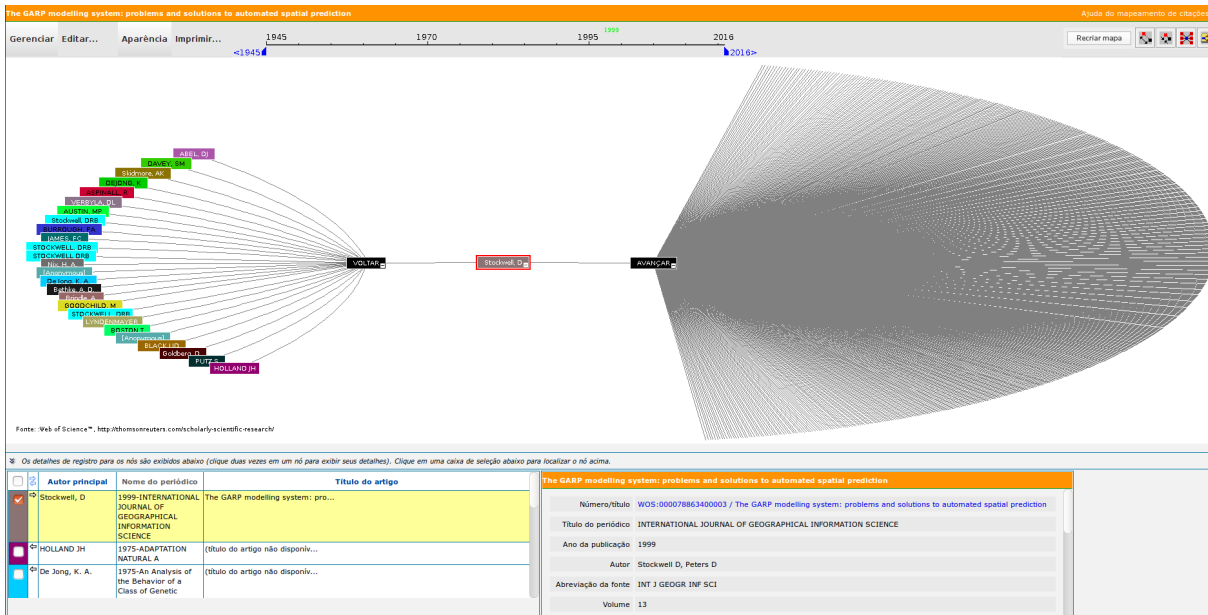 The GARP modelling system: problems and solutions to automated spatial prediction
Ajuda do mapeamento de citações
Gerenciar Editar... Aparência Imprimir...
1945 1970 1995 1999 2016
<1945 2016>
Recriar mapa
ABEL, DJ
DAVEY, SM
Skidmore, AK
DEJONG, K
ASPINALL, R
VERBYLA, DL
AUSTIN, MP
Stockwell, DRB
BURROUGH, PA
JAMES, FC
STOCKWELL, DRB
STOCKWELL, DRB
Nix, H. A.
[Anonymous]
De Jong, K. A.
Bethke, A. D.
Brindle, A.
GOODCHILD, M
STOCKWELL, DRB
LYNDENMAYER
BOSTON T
[Anonymous]
BLACK IJD
Goldberg, D.
PUTZ S
HOLLAND JH
VOLTAR
Stockwell, D
AVANÇAR
Fonte: :Web of Science™, http://thomsonreuters.com/scholarly-scientific-research/
Os detalhes de registro para os nós são exibidos abaixo (clique duas vezes em um nó para exibir seus detalhes). Clique em uma caixa de seleção abaixo para localizar o nó acima.
Autor principal Nome do periódico Título do artigo
Stockwell, D 1999-INTERNATIONAL The GARP modelling system: pro...
JOURNAL OF
GEOGRAPHICAL
INFORMATION
SCIENCE
HOLLAND JH 1975-ADAPTATION (título do artigo não disponív...
NATURAL A
De Jong, K. A. 1975-An Analysis of (título do artigo não disponív...
the Behavior of a
Class of Genetic
The GARP modelling system: problems and solutions to automated spatial prediction
Número/título WOS:000078863400003 / The GARP modelling system: problems and solutions to automated spatial prediction
Título do periódico INTERNATIONAL JOURNAL OF GEOGRAPHICAL INFORMATION SCIENCE
Ano da publicação 1999
Autor Stockwell D, Peters D
Abreviação da fonte INT J GEOGR INF SCI
Volume 13